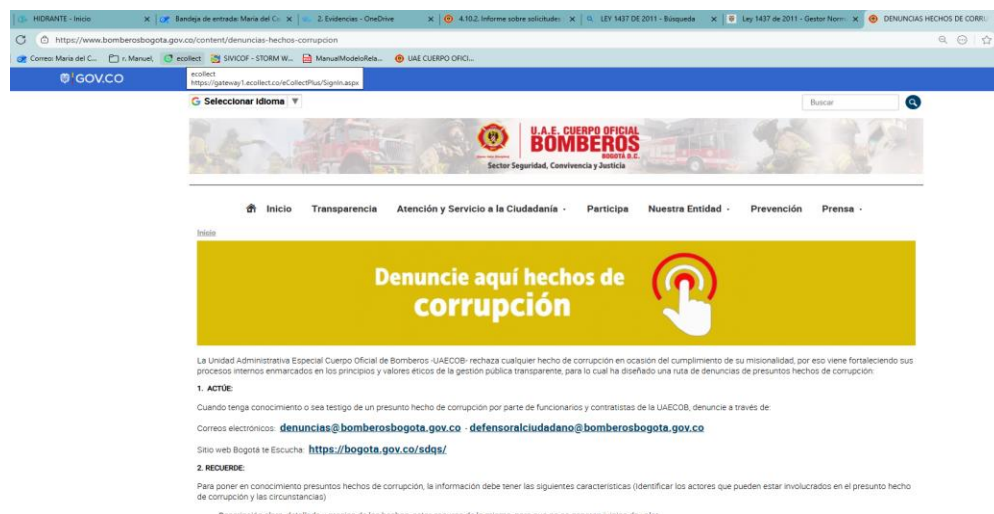 HIDRANTE - Inicio
Bandeja de entrada: Maria del Co
2. Evidencias - OneDrive
4.10.2. Informe sobre solicitudes
LEY 1437 DE 2011 - Búsqueda
Ley 1437 de 2011 - Gestor Norm
DENUNCIAS HECHOS DE CORRU
https://www.bomberosbogota.gov.co/content/denuncias-hechos-corrupcion
Correo: Maria del C...
r. Manuel,
ecollect
SIVICOF - STORM W...
ManualModeloRela...
UAE CUERPO OFICI...
ecollect
https://gateway1.ecollect.co/eCollectPlus/SignIn.aspx
GOV.CO
Seleccionar idioma ▼
Buscar
U.A.E. CUERPO OFICIAL
BOMBEROS
BOGOTÁ D.C.
Sector Seguridad, Convivencia y Justicia
Inicio Transparencia Atención y Servicio a la Ciudadanía Participa Nuestra Entidad Prevención Prensa
Inicio
Denuncie aquí hechos de
corrupción
La Unidad Administrativa Especial Cuerpo Oficial de Bomberos -UAECOB- rechaza cualquier hecho de corrupción en ocasión del cumplimiento de su misionalidad, por eso viene fortaleciendo sus
procesos internos enmarcados en los principios y valores éticos de la gestión pública transparente, para lo cual ha diseñado una ruta de denuncias de presuntos hechos de corrupción:
1. ACTÚE:
Cuando tenga conocimiento o sea testigo de un presunto hecho de corrupción por parte de funcionarios y contratistas de la UAECOB, denuncie a través de:
Correos electrónicos: denuncias@bomberosbogota.gov.co - defensoralciudadano@bomberosbogota.gov.co
Sitio web Bogotá te Escucha: https://bogota.gov.co/sdqs/
2. RECUERDE:
Para poner en conocimiento presuntos hechos de corrupción, la información debe tener las siguientes características (Identificar los actores que pueden estar involucrados en el presunto hecho
de corrupción y las circunstancias)